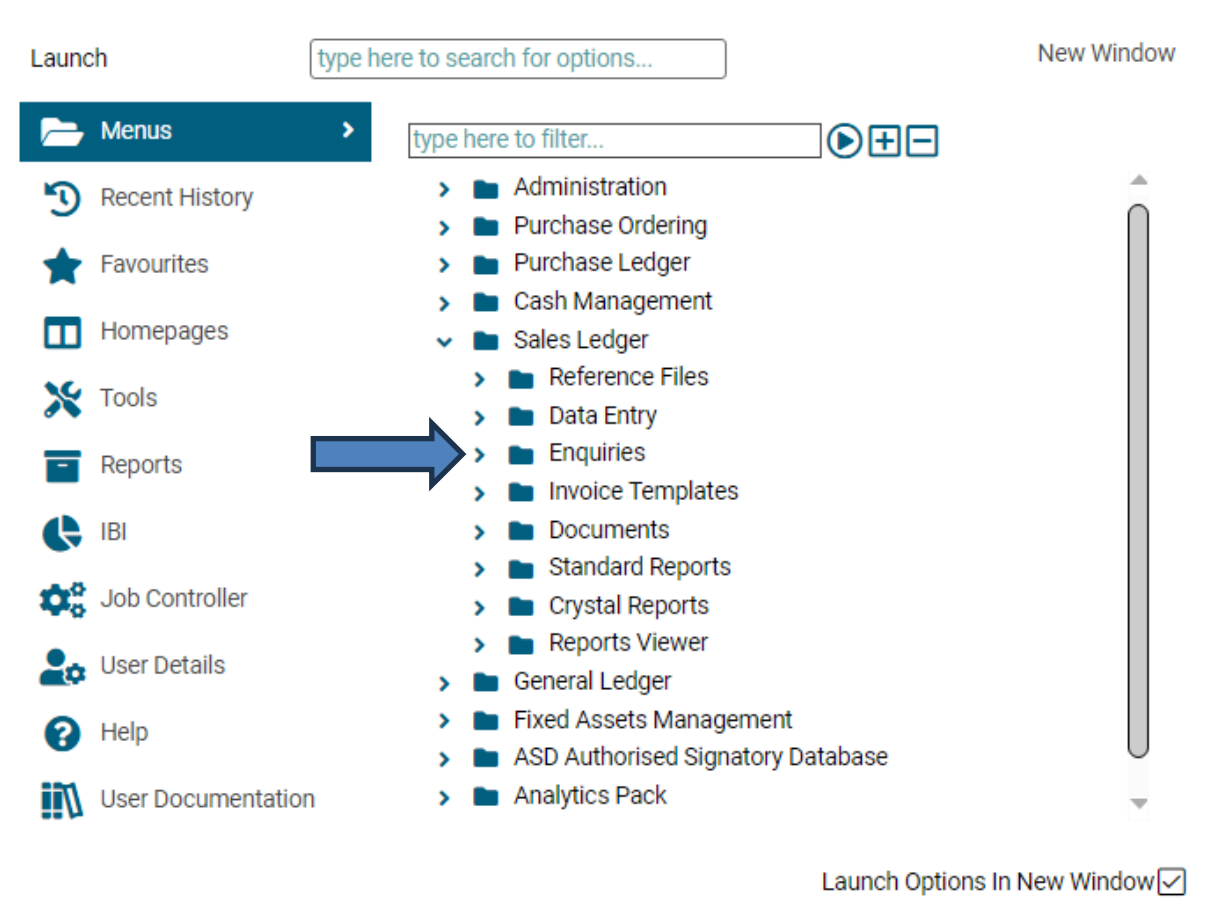 Launch
type here to search for options...
New Window
Menus
Recent History
Favourites
Homepages
Tools
Reports
IBI
Job Controller
User Details
Help
User Documentation
type here to filter...
Administration
Purchase Ordering
Purchase Ledger
Cash Management
Sales Ledger
Reference Files
Data Entry
Enquiries
Invoice Templates
Documents
Standard Reports
Crystal Reports
Reports Viewer
General Ledger
Fixed Assets Management
ASD Authorised Signatory Database
Analytics Pack
Launch Options In New Window